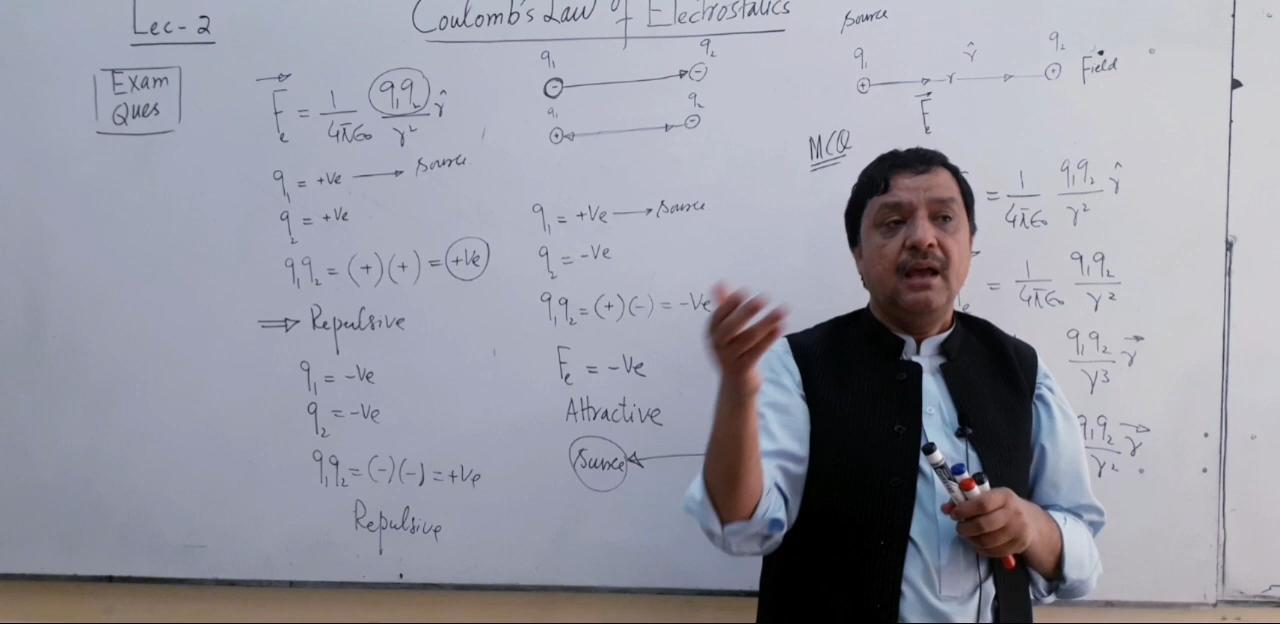 Lec-2
Coulomb's Law of Electrostatics
Exam
Ques
F⃗e = 1/4πϵ₀ q₁q₂/r² r̂
q₁ = +ve → source
q₂ = +ve
q₁q₂ = (+)(+) = +ve
⇒ Repulsive
q₁ = -ve
q₂ = -ve
q₁q₂ = (-)(-) = +ve
Repulsive
q₁ q₂
⊖ ⊖
q₁ q₂
⊕ ⊖
q₁ = +ve → source
q₂ = -ve
q₁q₂ = (+)(-) = -ve
Fe = -ve
Attractive
Source
source
q₁ r̂ q₂
⊕ r ⊕ Field
F⃗e
MCQ
= 1/4πϵ₀ q₁q₂/r² r̂
e = 1/4πϵ₀ q₁q₂/r²
q₁q₂/r³ r⃗
q₁q₂/r² r⃗